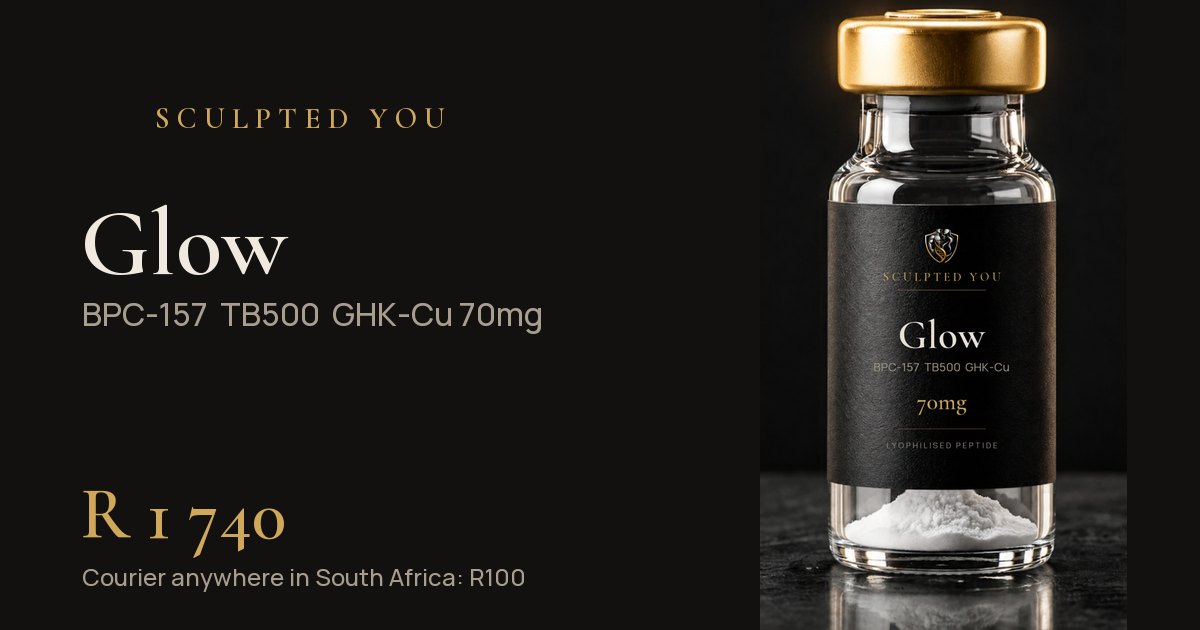 SCULPTED YOU
Glow
BPC-157 TB500 GHK-Cu 70mg
R 1 740
Courier anywhere in South Africa: R100
SCULPTED YOU
Glow
BPC-157 TB500 GHK-Cu
70mg
LYOPHILISED PEPTIDE